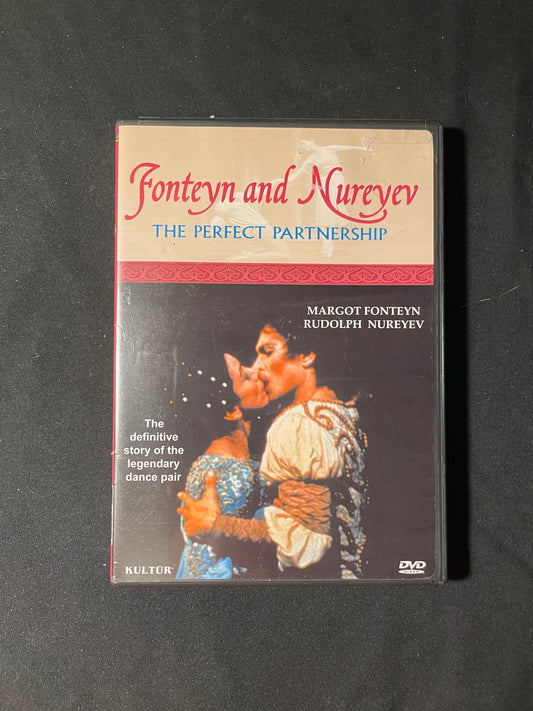 Fonteyn and Nureyev
THE PERFECT PARTNERSHIP
MARGOT FONTEYN
RUDOLPH NUREYEV
The
definitive
story of the
legendary
dance pair
KULTUR
DVD
VIDEO